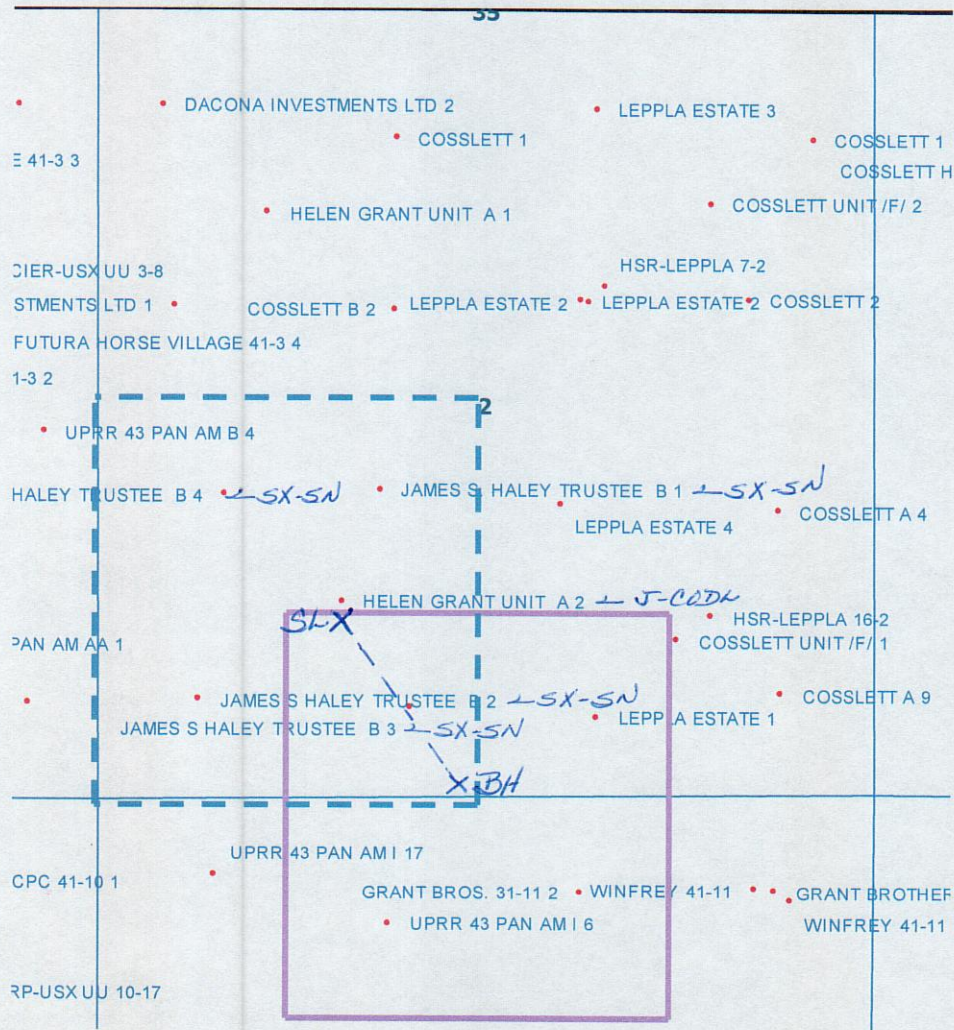 35
DACONA INVESTMENTS LTD 2
LEPPLA ESTATE 3
COSSLETT 1
COSSLETT 1
E 41-3 3
COSSLETT H
HELEN GRANT UNIT A 1
COSSLETT UNIT /F/ 2
CIER-USX UU 3-8
HSR-LEPPLA 7-2
STMENTS LTD 1
COSSLETT B 2
LEPPLA ESTATE 2
LEPPLA ESTATE 2
COSSLETT 2
FUTURA HORSE VILLAGE 41-3 4
1-3 2
2
UPRR 43 PAN AM B 4
HALEY TRUSTEE B 4 SX-SN
JAMES S HALEY TRUSTEE B 1 SX-SN
COSSLETT A 4
LEPPLA ESTATE 4
HELEN GRANT UNIT A 2 J-CODL
SLX
HSR-LEPPLA 16-2
PAN AM AA 1
COSSLETT UNIT /F/ 1
JAMES S HALEY TRUSTEE B 2 SX-SN
COSSLETT A 9
LEPPLA ESTATE 1
JAMES S HALEY TRUSTEE B 3 SX-SN
X BH
UPRR 43 PAN AM I 17
CPC 41-10 1
GRANT BROS. 31-11 2
WINFREY 41-11
GRANT BROTHER
UPRR 43 PAN AM I 6
WINFREY 41-11
RP-USX UU 10-17